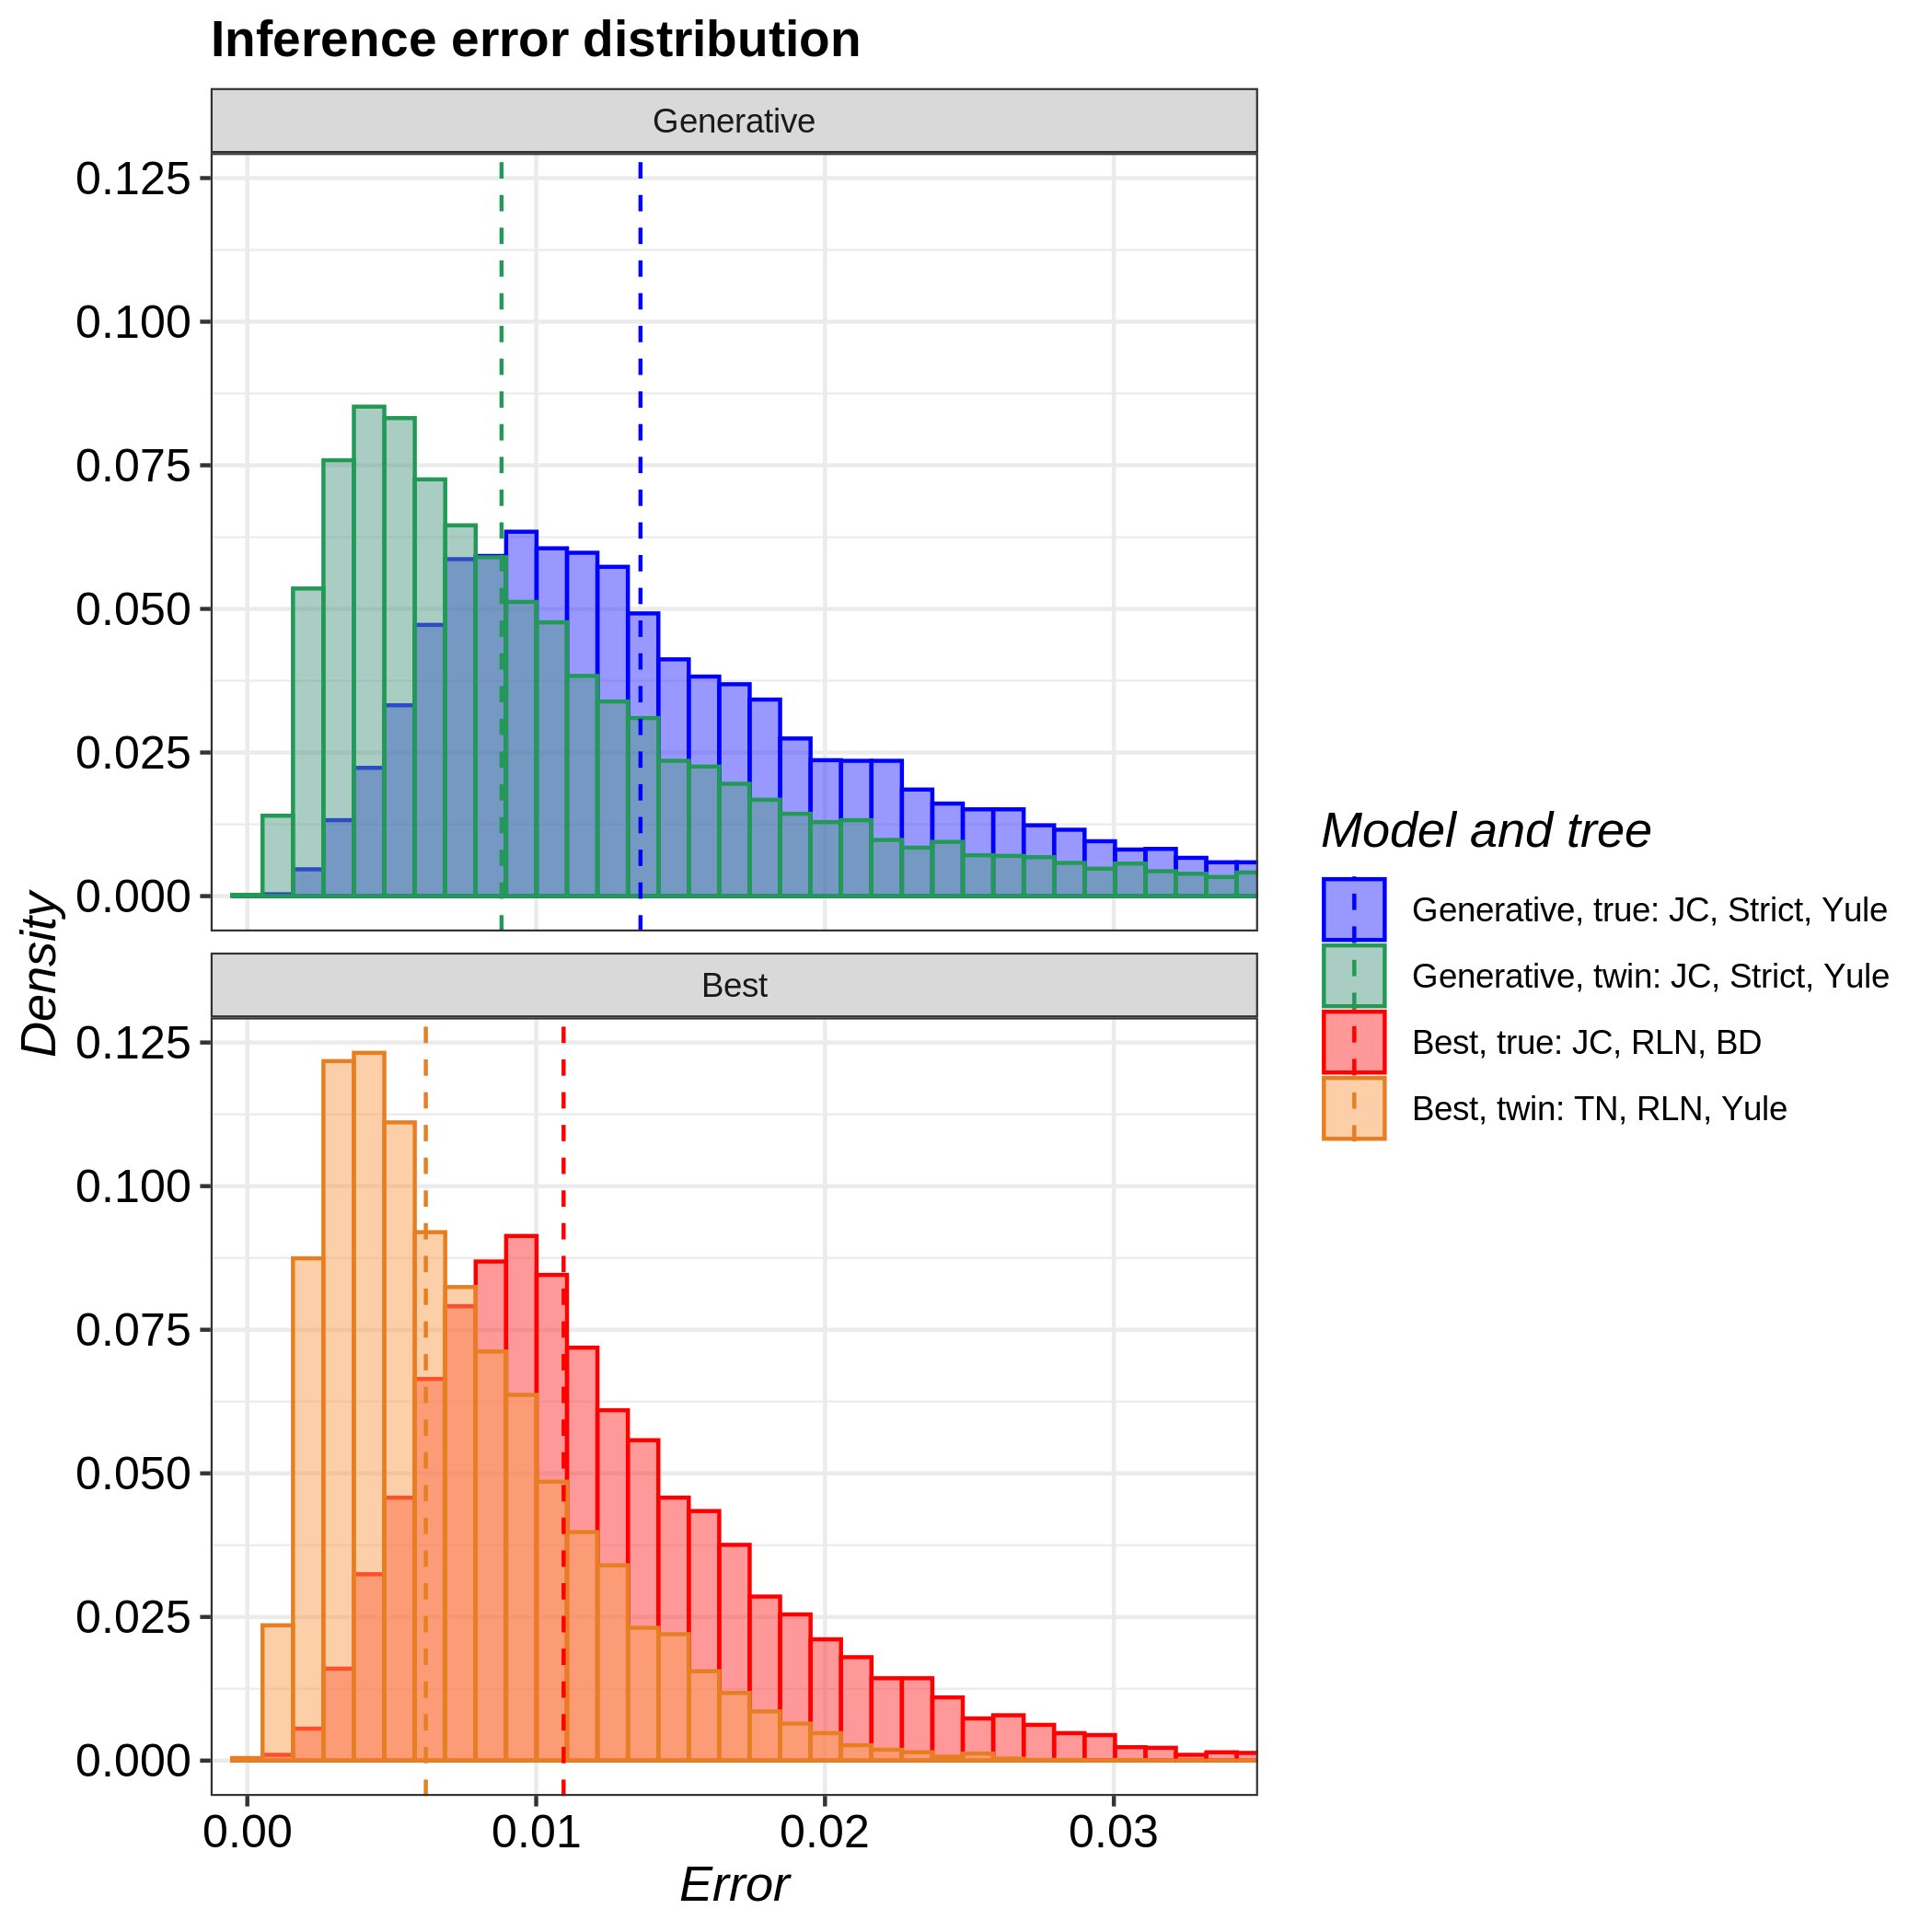 Inference error distribution
Generative
0.125
0.100
0.075
0.050
0.025
0.000
Density
Best
0.125
0.100
0.075
0.050
0.025
0.000
0.00 0.01 0.02 0.03
Error
Model and tree
Generative, true: JC, Strict, Yule
Generative, twin: JC, Strict, Yule
Best, true: JC, RLN, BD
Best, twin: TN, RLN, Yule